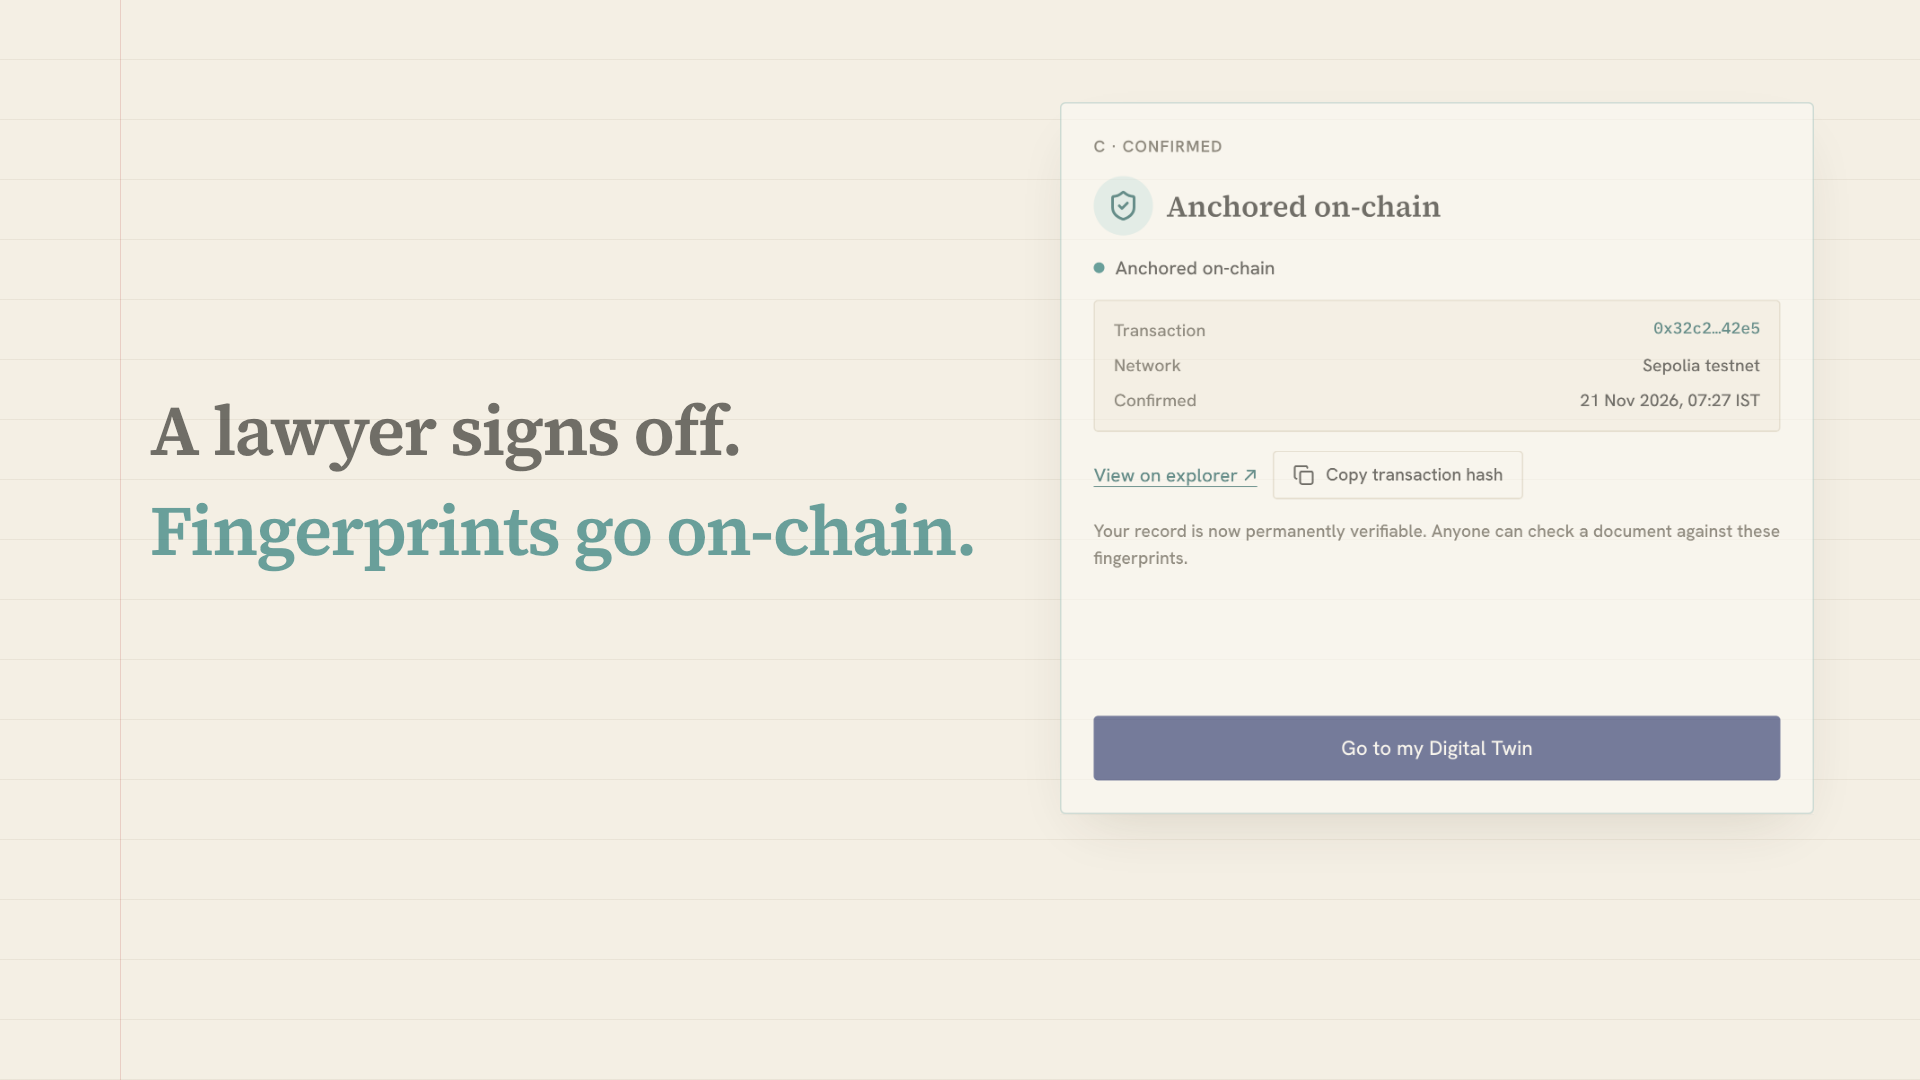 A lawyer signs off.
Fingerprints go on-chain.
C · CONFIRMED
Anchored on-chain
Anchored on-chain
Transaction 0x32c2…42e5
Network Sepolia testnet
Confirmed 21 Nov 2026, 07:27 IST
View on explorer ↗ Copy transaction hash
Your record is now permanently verifiable. Anyone can check a document against these
fingerprints.
Go to my Digital Twin